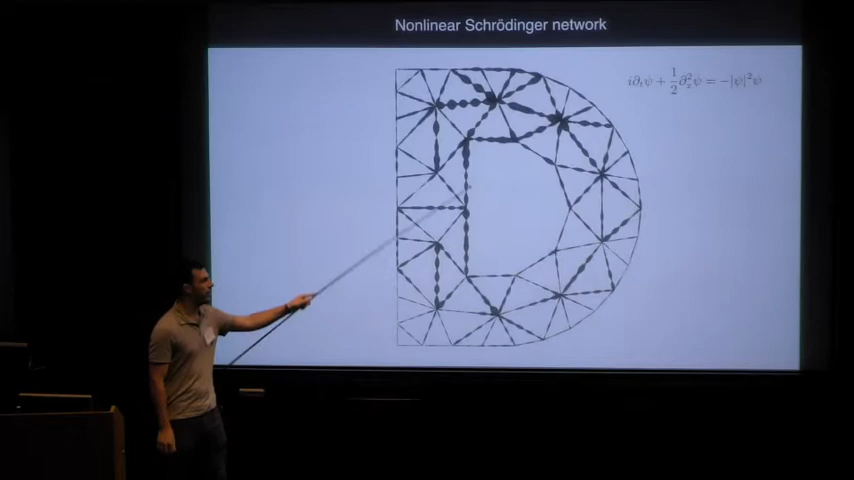 Nonlinear Schrödinger network
i∂ₜψ + 1/2 ∂ₓ²ψ = −|ψ|²ψ